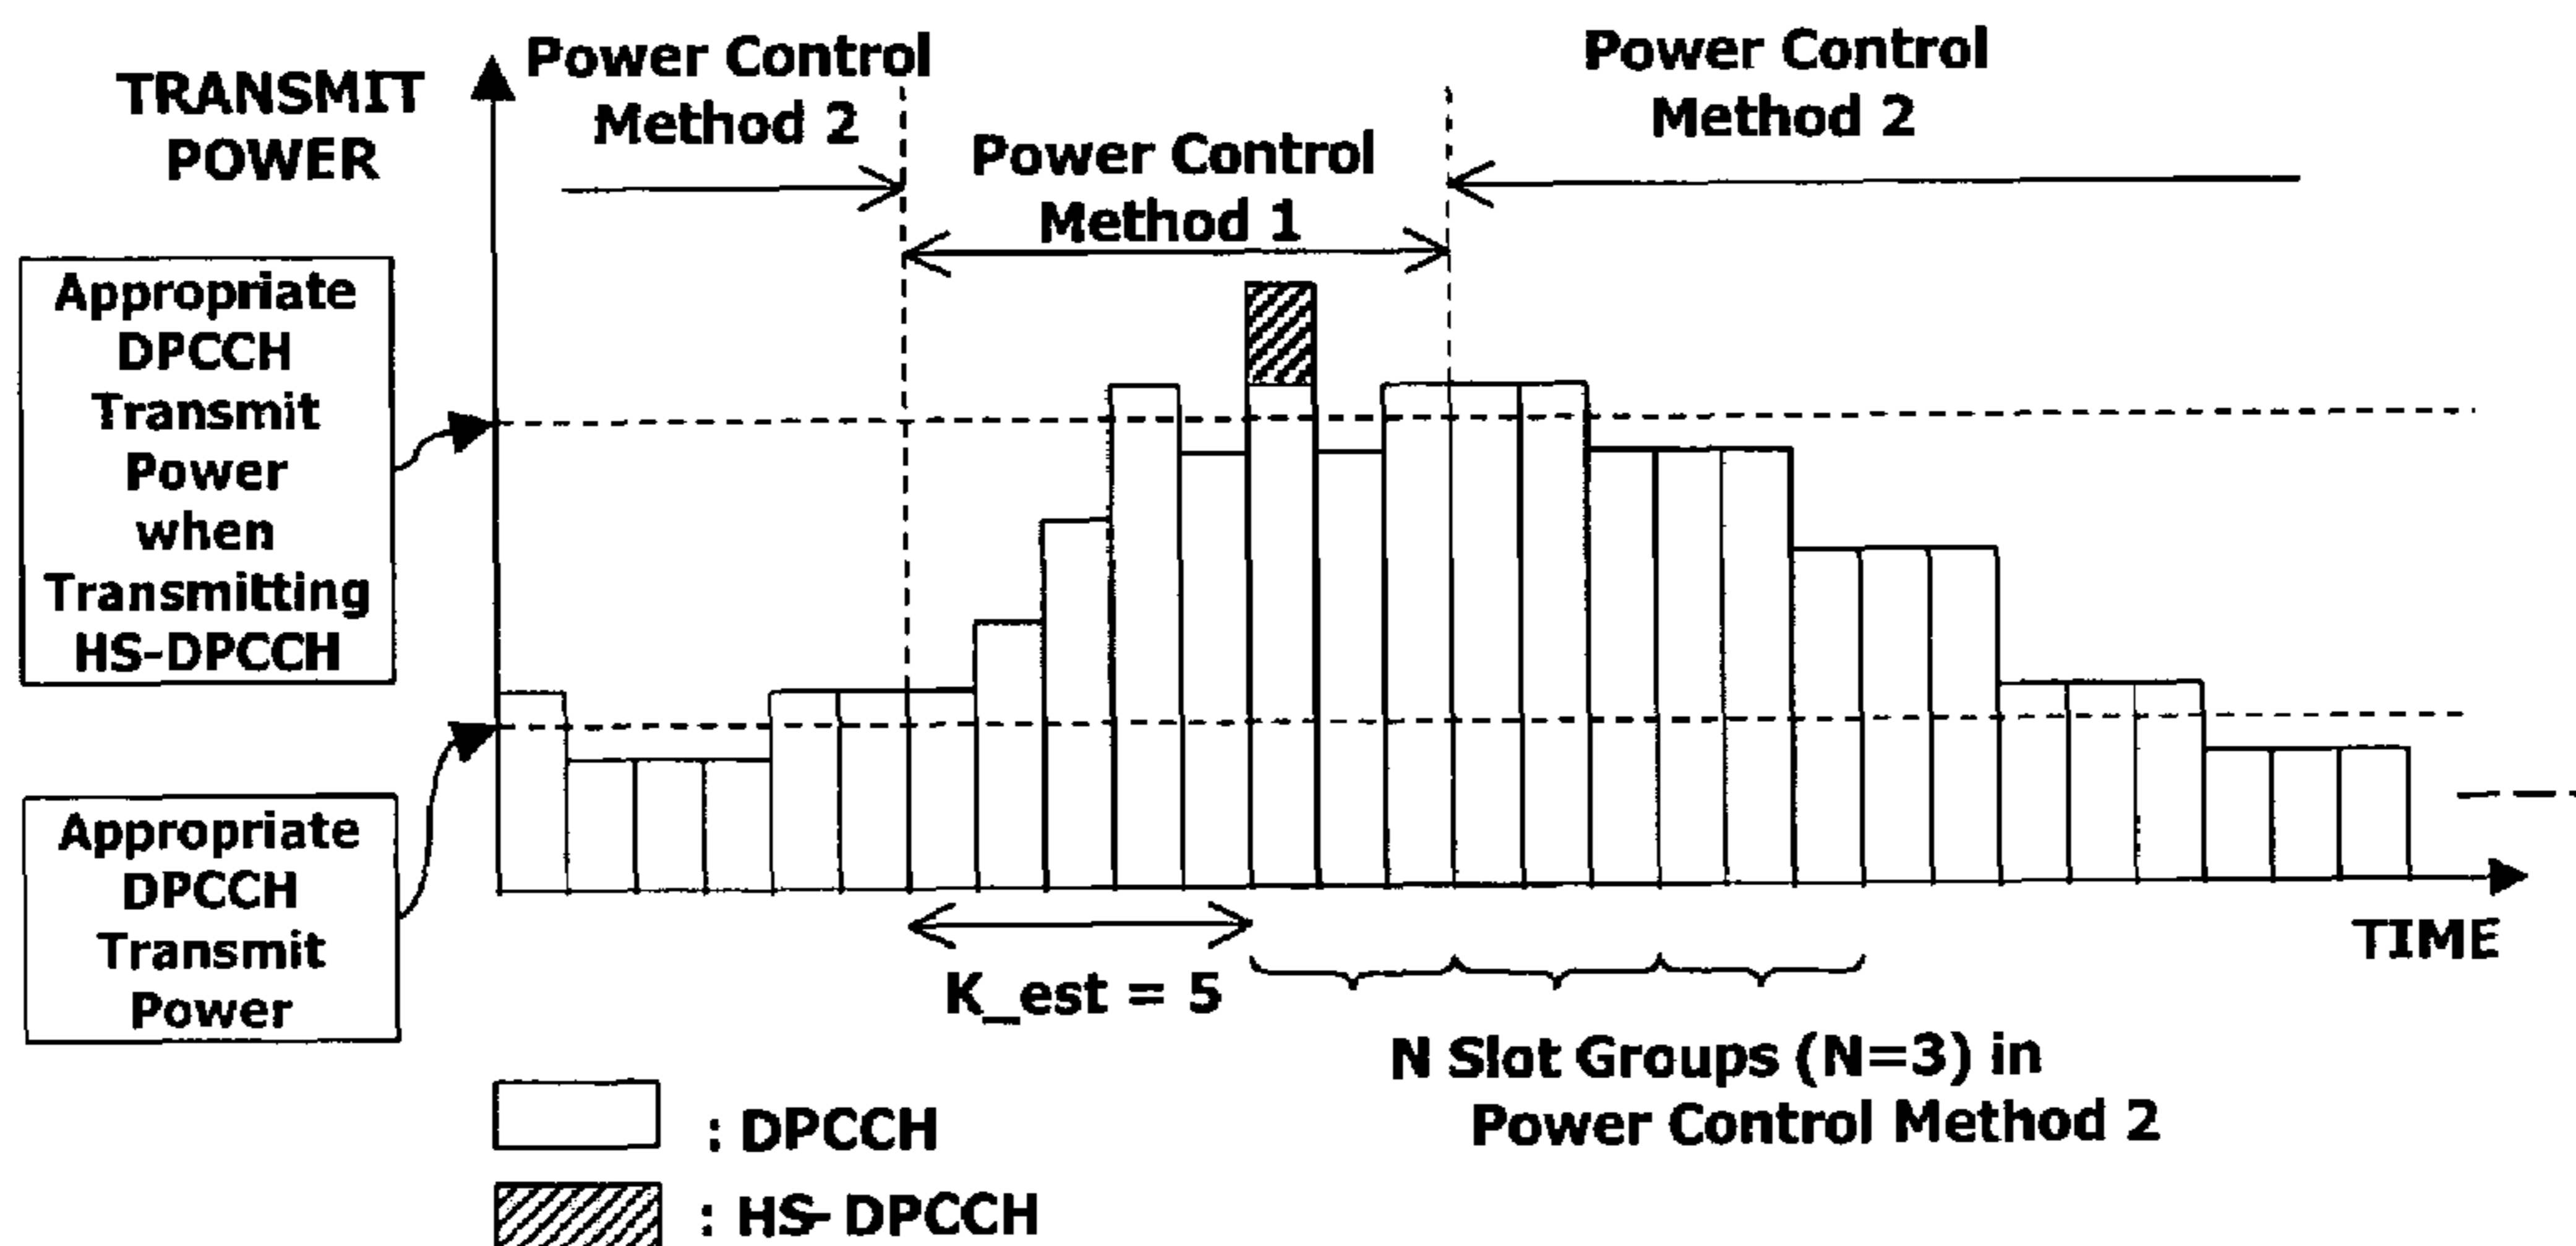 TRANSMIT
POWER
Power Control
Method 2
Power Control
Method 1
Power Control
Method 2
Appropriate
DPCCH
Transmit
Power
when
Transmitting
HS-DPCCH
Appropriate
DPCCH
Transmit
Power
K_est = 5
TIME
N Slot Groups (N=3) in
Power Control Method 2
: DPCCH
: HS-DPCCH